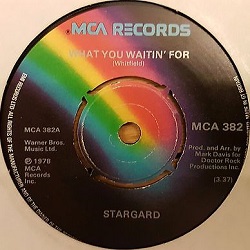 MCA RECORDS
WHAT YOU WAITIN' FOR
(Whitfield)
MCA 382A
MCA 382
Warner Bros.
Music Ltd.
℗ 1978
MCA
Records
Inc.
Prod. and Arr. by
Mark Davis for
Doctor Rock
Productions Inc.
(3.37)
STARGARD